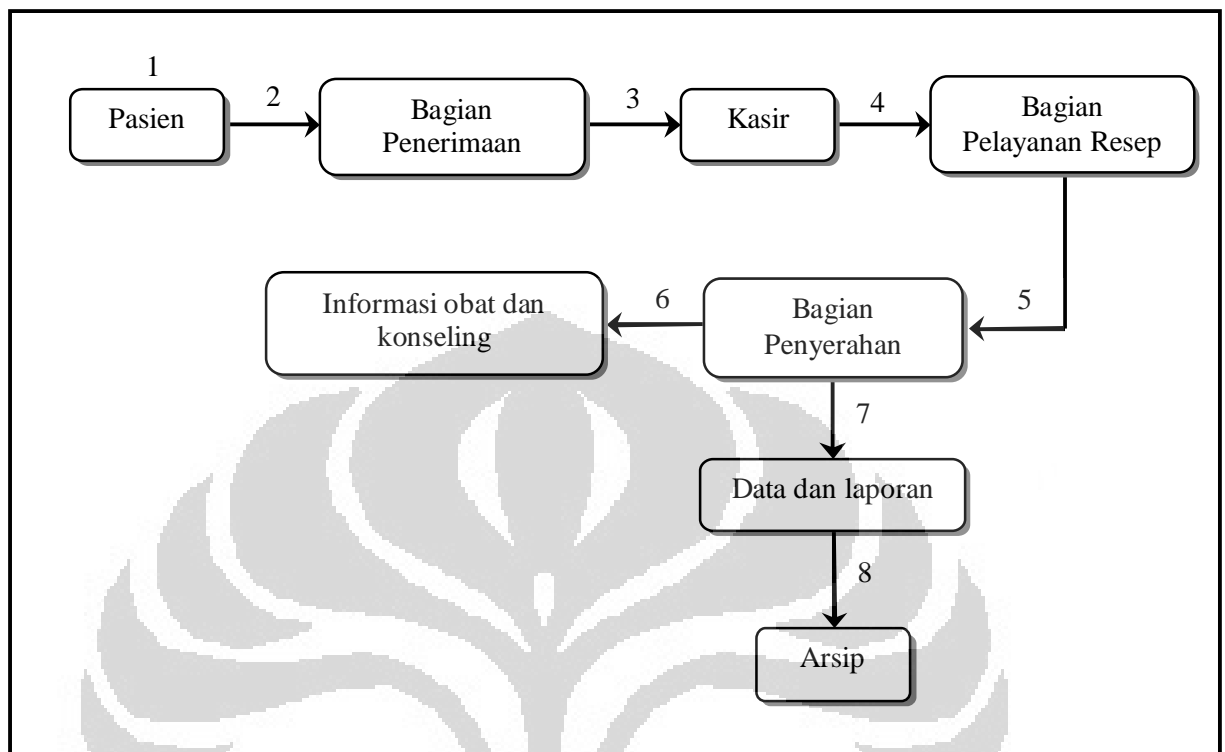 1
Pasien
2
Bagian
Penerimaan
3
Kasir
4
Bagian
Pelayanan Resep
5
Bagian
Penyerahan
6
Informasi obat dan
konseling
7
Data dan laporan
8
Arsip